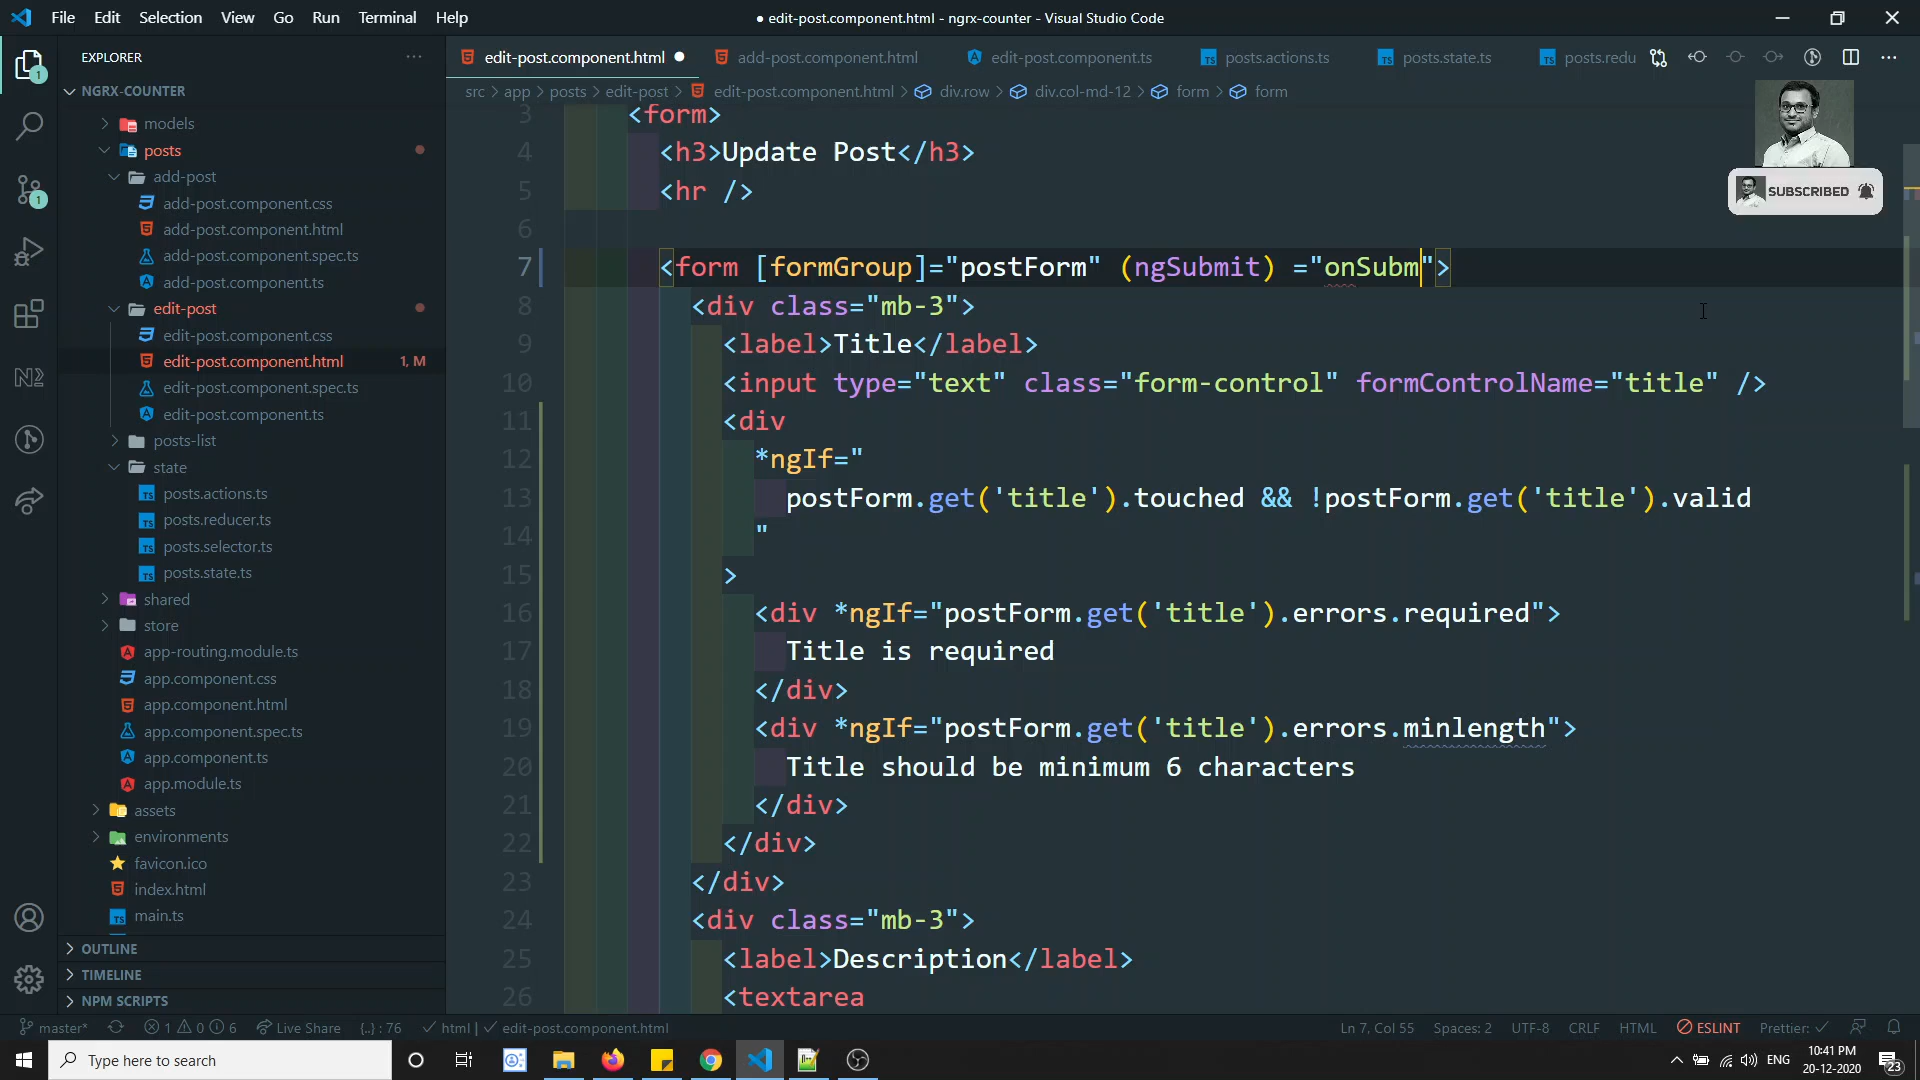 File Edit Selection View Go Run Terminal Help
● edit-post.component.html - ngrx-counter - Visual Studio Code
EXPLORER
edit-post.component.html ● add-post.component.html edit-post.component.ts posts.actions.ts posts.state.ts posts.redu
NGRX-COUNTER
src > app > posts > edit-post > edit-post.component.html > div.row > div.col-md-12 > form > form
models
posts
add-post
add-post.component.css
add-post.component.html
add-post.component.spec.ts
add-post.component.ts
edit-post
edit-post.component.css
edit-post.component.html 1, M
edit-post.component.spec.ts
edit-post.component.ts
posts-list
state
posts.actions.ts
posts.reducer.ts
posts.selector.ts
posts.state.ts
shared
store
app-routing.module.ts
app.component.css
app.component.html
app.component.spec.ts
app.component.ts
app.module.ts
assets
environments
favicon.ico
index.html
main.ts
OUTLINE
TIMELINE
NPM SCRIPTS
3 <form>
4 <h3>Update Post</h3>
5 <hr />
6
7 <form [formGroup]="postForm" (ngSubmit) ="onSubm">
8 <div class="mb-3">
9 <label>Title</label>
10 <input type="text" class="form-control" formControlName="title" />
11 <div
12 *ngIf="
13 postForm.get('title').touched && !postForm.get('title').valid
14 "
15 >
16 <div *ngIf="postForm.get('title').errors.required">
17 Title is required
18 </div>
19 <div *ngIf="postForm.get('title').errors.minlength">
20 Title should be minimum 6 characters
21 </div>
22 </div>
23 </div>
24 <div class="mb-3">
25 <label>Description</label>
26 <textarea
SUBSCRIBED
1
1
master* 1 0 6 Live Share {..} : 76 html | edit-post.component.html Ln 7, Col 55 Spaces: 2 UTF-8 CRLF HTML ESLINT Prettier: ✓
Type here to search
ENG
10:41 PM
20-12-2020
23